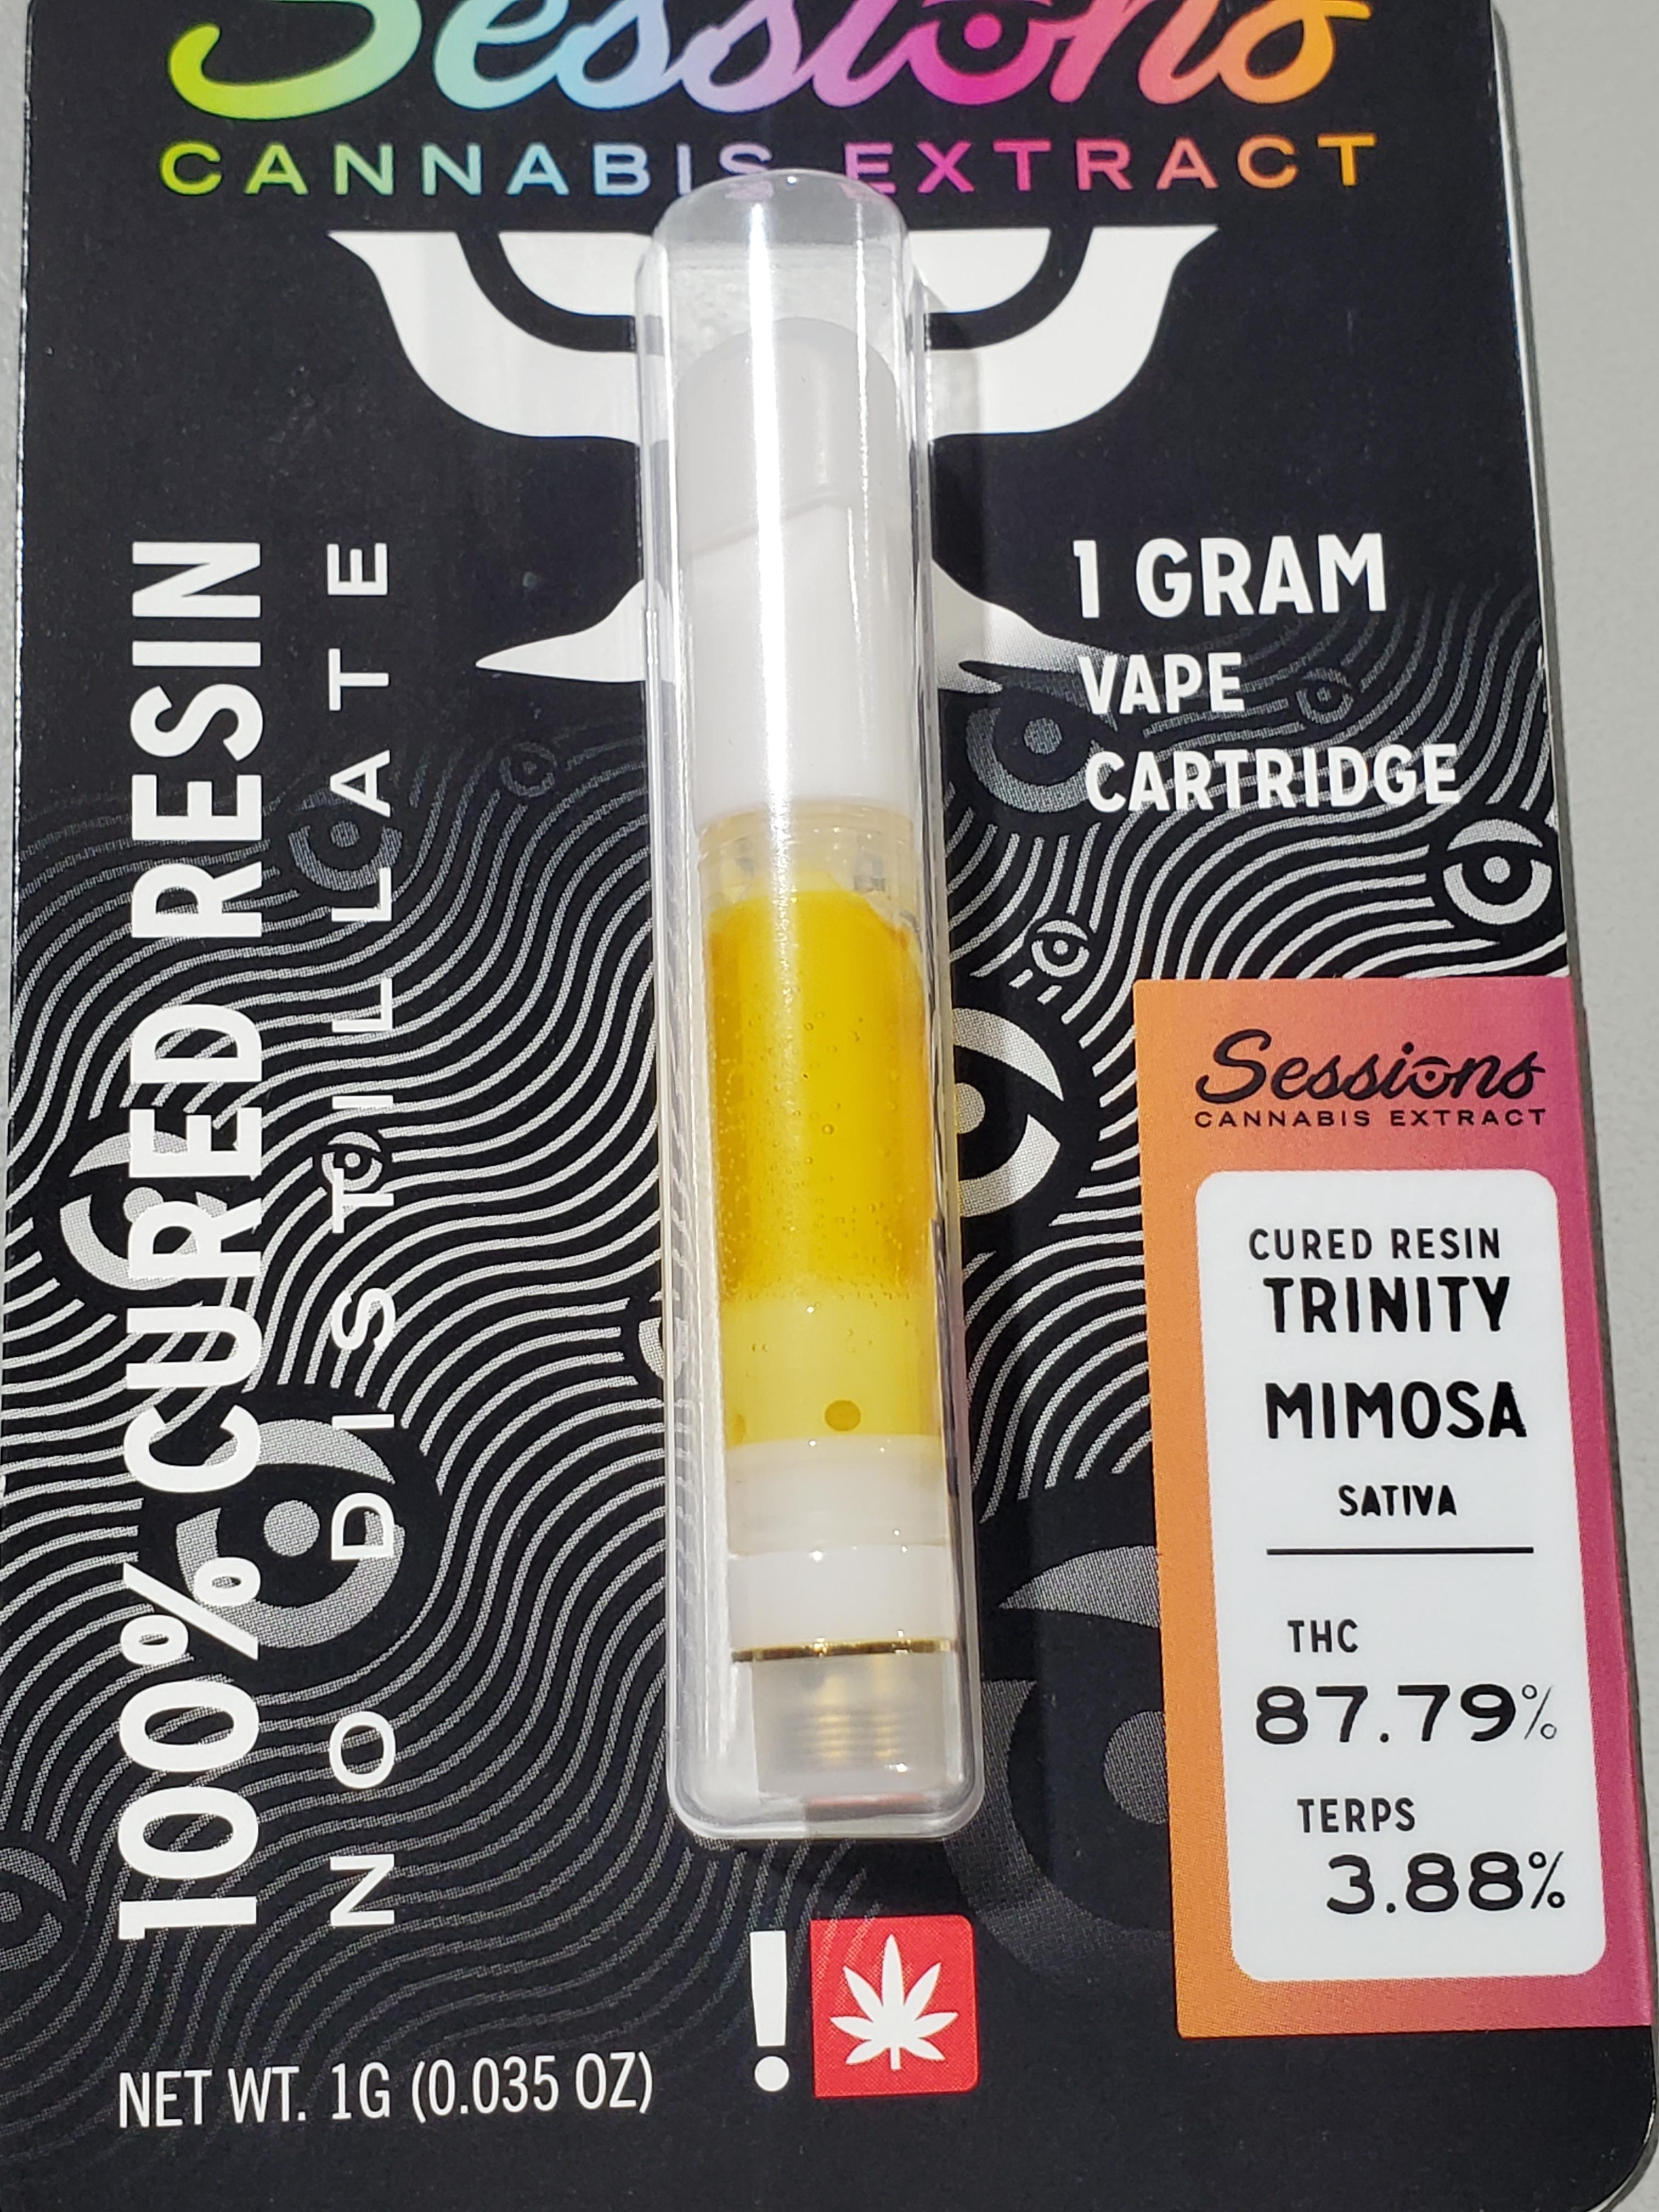 Sessions
CANNABIS EXTRACT
100% CURED RESIN
NO DISTILLATE
1 GRAM
VAPE
CARTRIDGE
Sessions
CANNABIS EXTRACT
CURED RESIN
TRINITY
MIMOSA
SATIVA
THC
87.79%
TERPS
3.88%
!
NET WT. 1G (0.035 OZ)